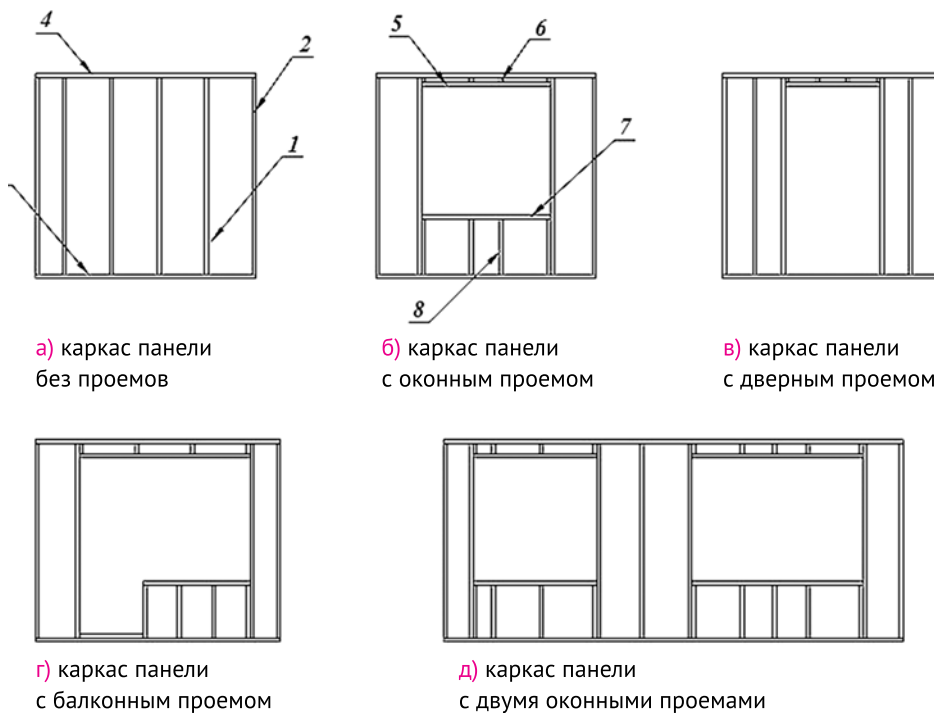 4
2
1
5
6
7
8
а) каркас панели
без проемов
б) каркас панели
с оконным проемом
в) каркас панели
с дверным проемом
г) каркас панели
с балконным проемом
д) каркас панели
с двумя оконными проемами